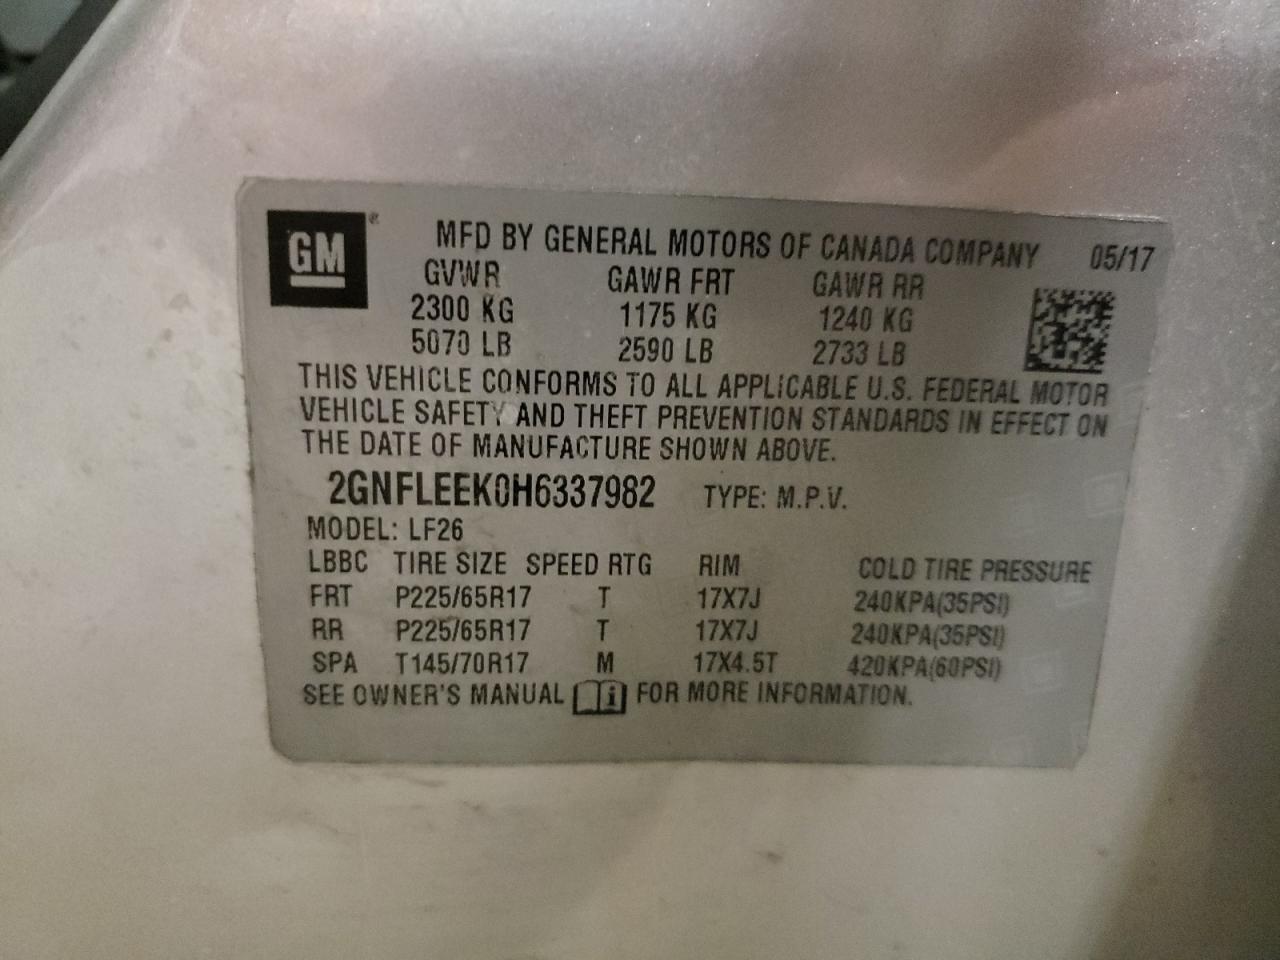 GM ®
MFD BY GENERAL MOTORS OF CANADA COMPANY 05/17
GVWR GAWR FRT GAWR RR
2300 KG 1175 KG 1240 KG
5070 LB 2590 LB 2733 LB
THIS VEHICLE CONFORMS TO ALL APPLICABLE U.S. FEDERAL MOTOR
VEHICLE SAFETY AND THEFT PREVENTION STANDARDS IN EFFECT ON
THE DATE OF MANUFACTURE SHOWN ABOVE.
2GNFLEEK0H6337982 TYPE: M.P.V.
MODEL: LF26
LBBC TIRE SIZE SPEED RTG RIM COLD TIRE PRESSURE
FRT P225/65R17 T 17X7J 240KPA(35PSI)
RR P225/65R17 T 17X7J 240KPA(35PSI)
SPA T145/70R17 M 17X4.5T 420KPA(60PSI)
SEE OWNER'S MANUAL i FOR MORE INFORMATION.